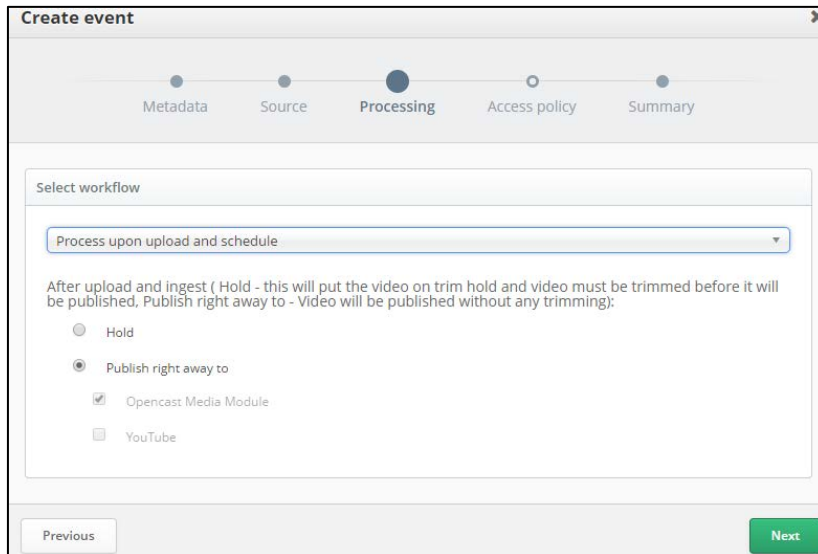 Create event
Metadata Source Processing Access policy Summary
Select workflow
Process upon upload and schedule
After upload and ingest ( Hold - this will put the video on trim hold and video must be trimmed before it will
be published, Publish right away to - Video will be published without any trimming):
Hold
Publish right away to
Opencast Media Module
YouTube
Previous Next